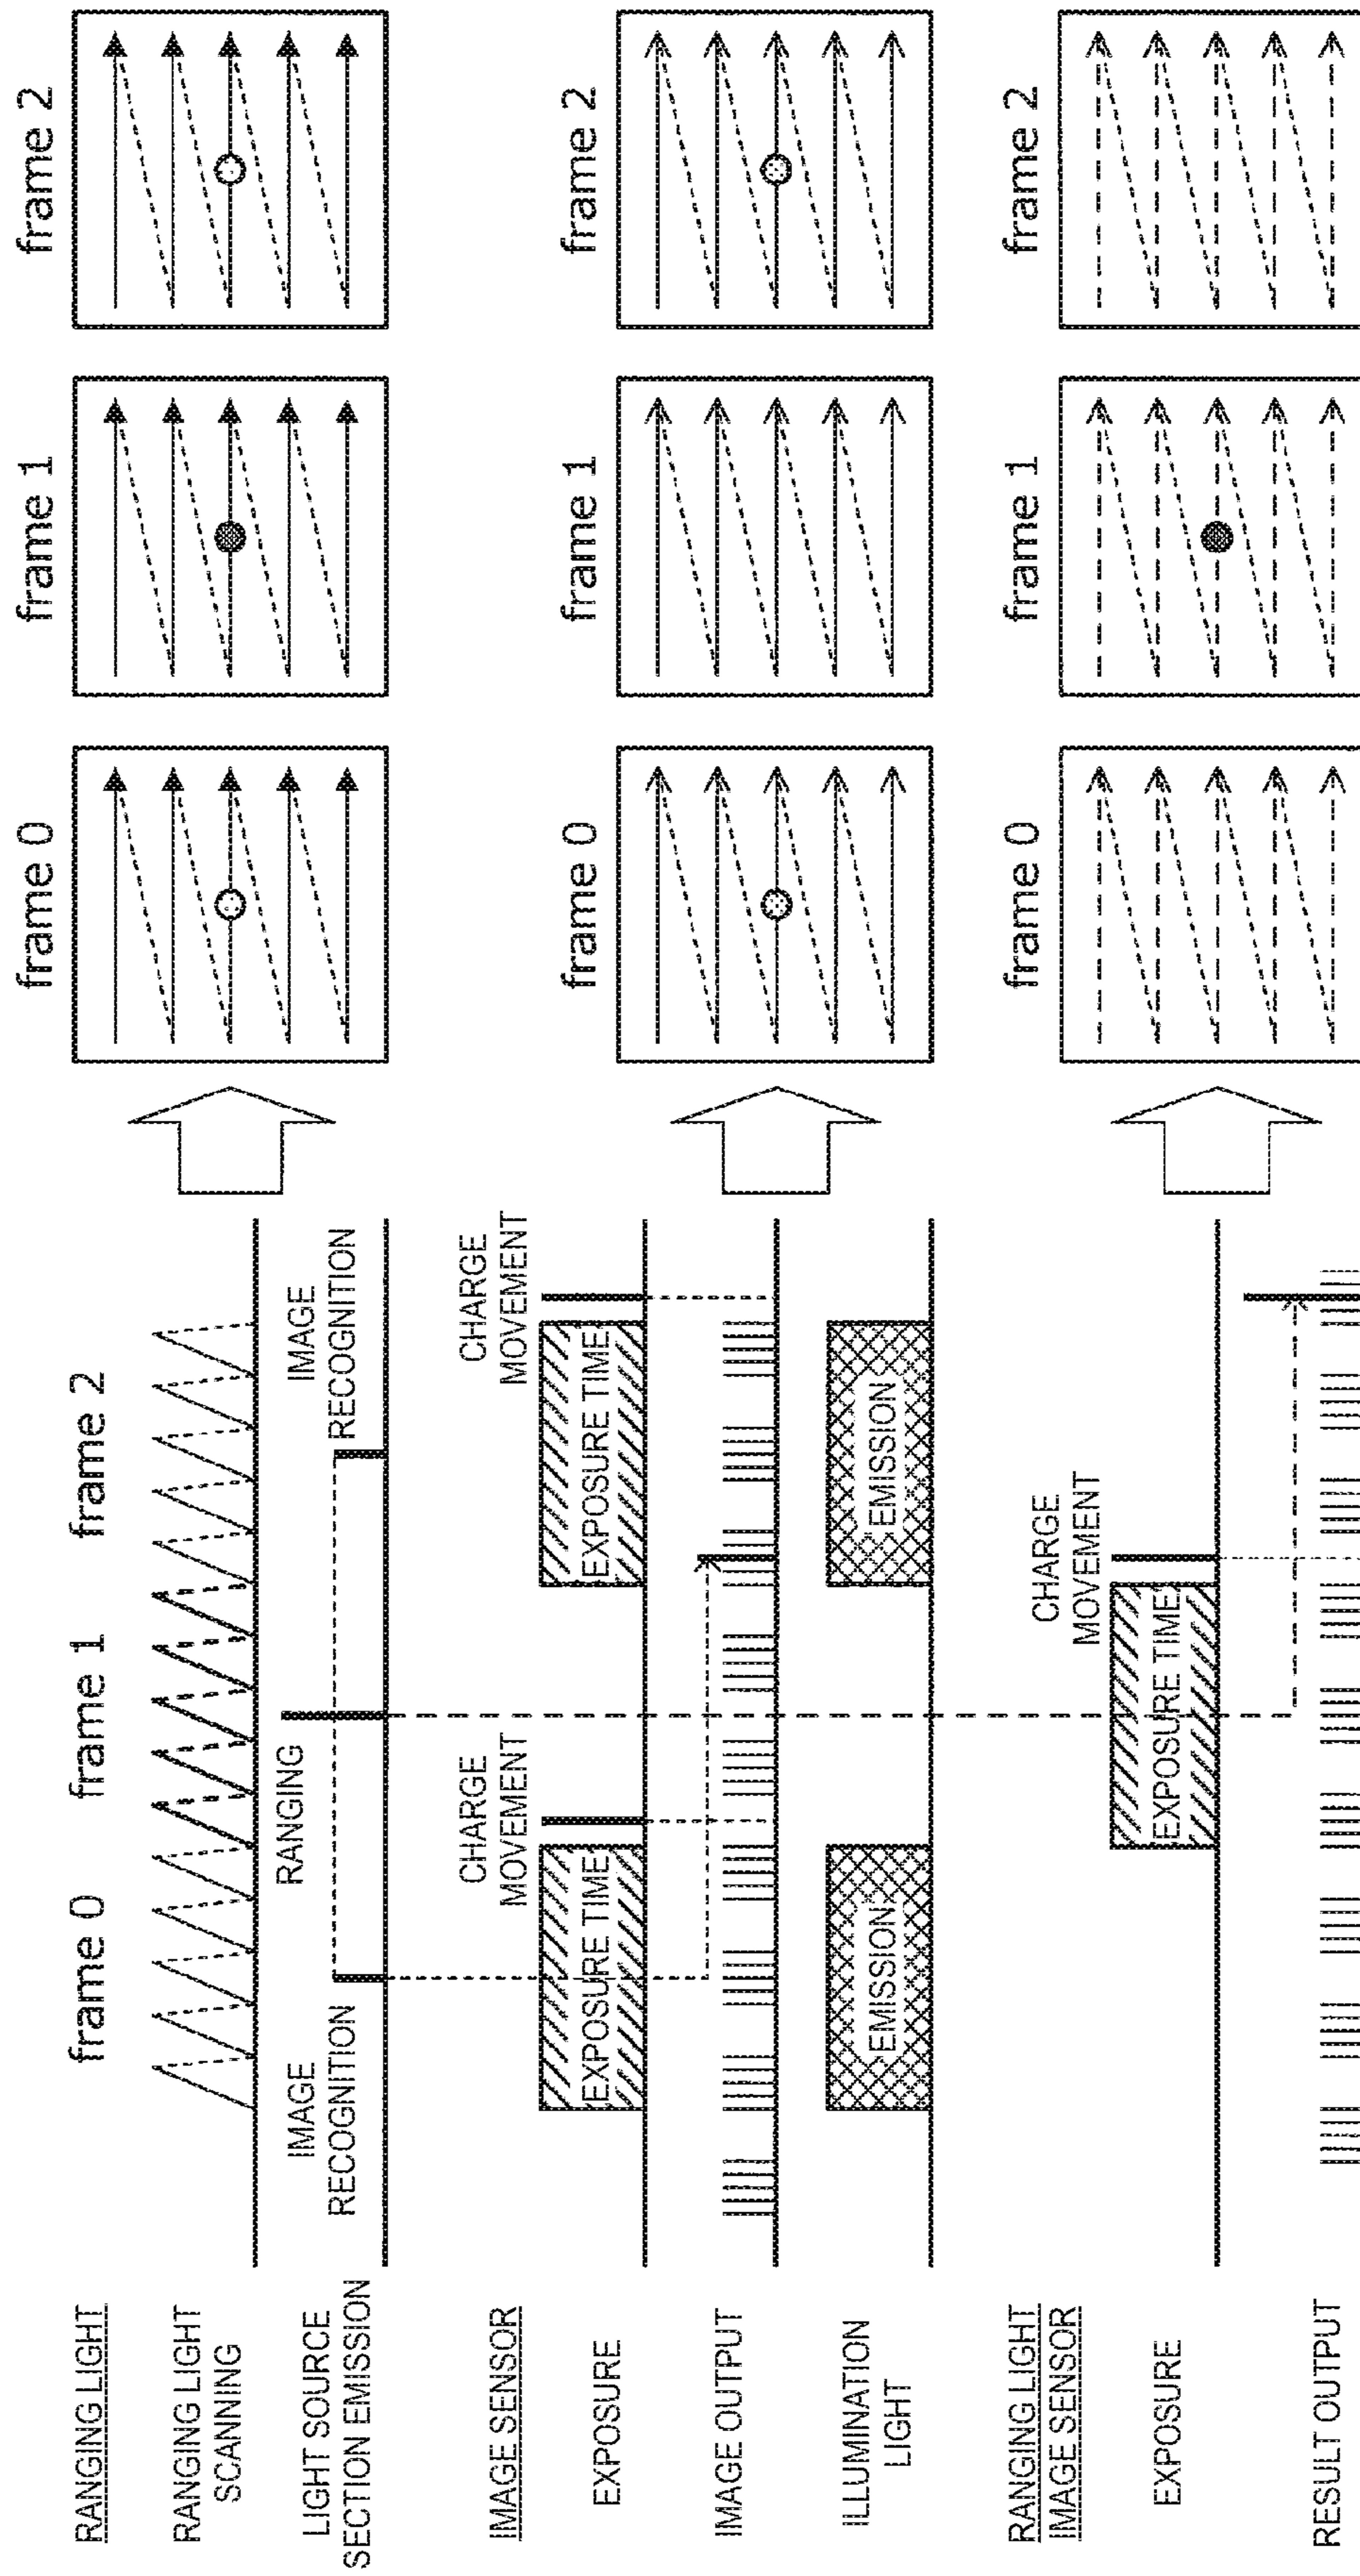 RANGING LIGHT
RANGING LIGHT
SCANNING
frame 0
frame 1
frame 2
frame 0
frame 1
frame 2
LIGHT SOURCE
SECTION EMISSION
IMAGE
RECOGNITION
RANGING
IMAGE
RECOGNITION
IMAGE SENSOR
EXPOSURE
EXPOSURE TIME
CHARGE
MOVEMENT
EXPOSURE TIME
CHARGE
MOVEMENT
frame 0
frame 1
frame 2
IMAGE OUTPUT
ILLUMINATION
LIGHT
EMISSION
EMISSION
RANGING LIGHT
IMAGE SENSOR
EXPOSURE
EXPOSURE TIME
CHARGE
MOVEMENT
frame 0
frame 1
frame 2
RESULT OUTPUT